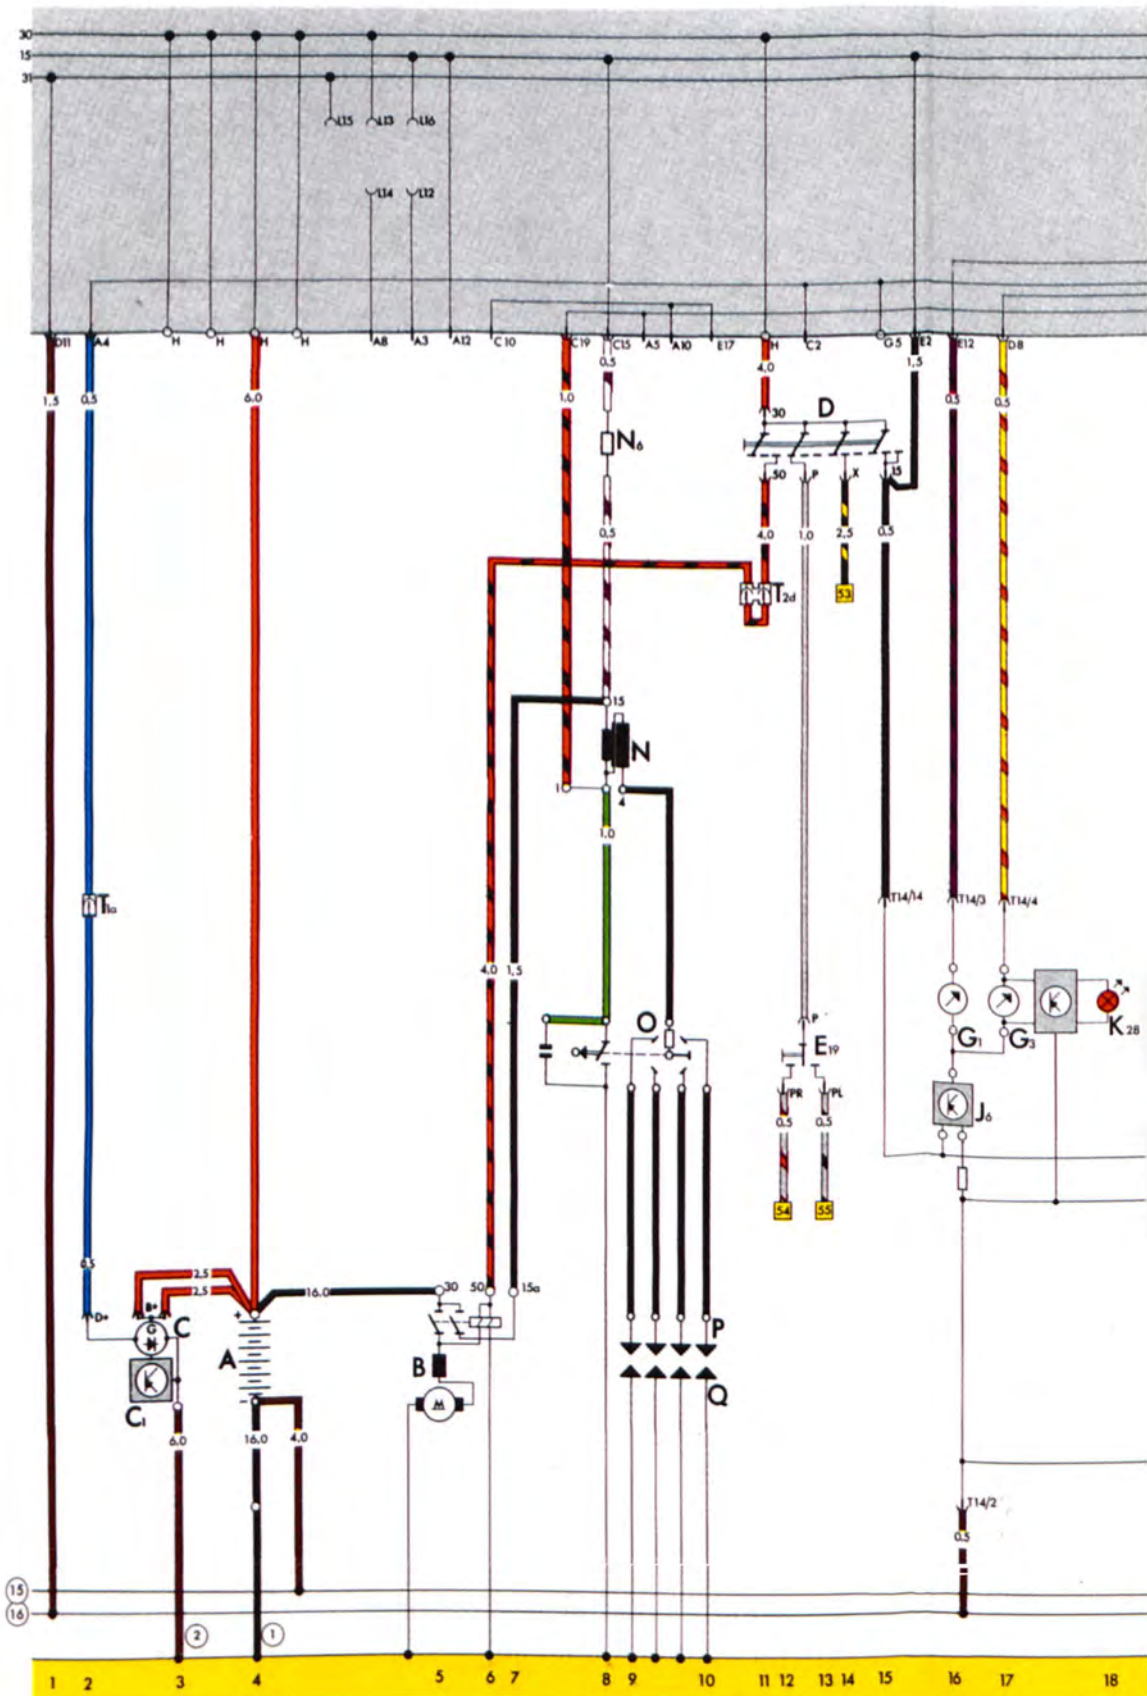 30
15
31
L15 L13 L16
L14 L12
D11 A4 H H H H A8 A3 A12 C10 C19 C15 A5 A10 E17 H C2 G5 E2 E12 D8
1,5 0,5 6,0 1,0 0,5 4,0 1,5 0,5 0,5
30 D
N6
50 P X 15
0,5 4,0 1,0 2,5 0,5
T2d 53
15
N
1 4
1,0
T1a T14/14 T14/3 T14/4
4,0 1,5
O P
G1 G3 K28
E19
PR PL J6
0,5 0,5
54 55
0,5 2,5
2,5 16,0 30 50 15a
D+ B+ G C + P
A B
C1 - M Q
6,0 16,0 4,0
T14/2
0,5
15
16
2 1
1 2 3 4 5 6 7 8 9 10 11 12 13 14 15 16 17 18